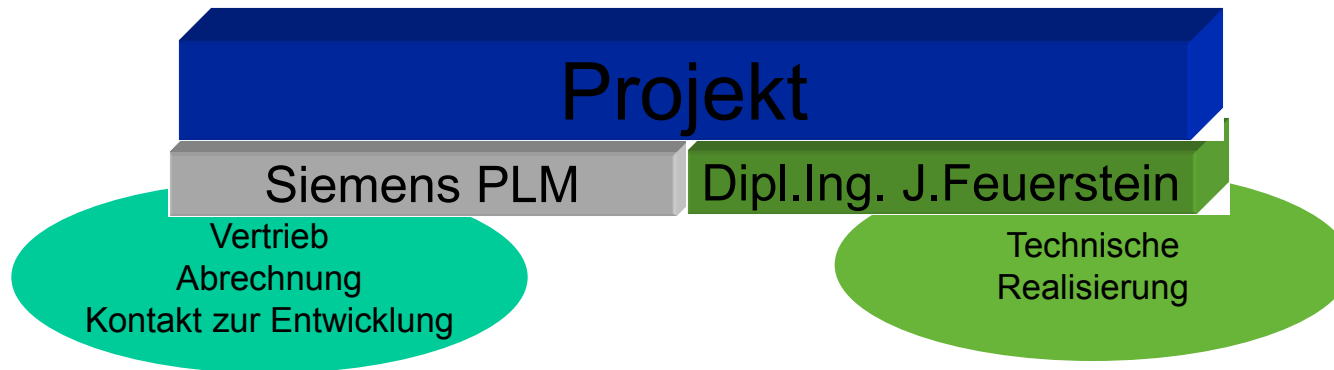 Projekt
Siemens PLM
Dipl.Ing. J.Feuerstein
Vertrieb
Abrechnung
Kontakt zur Entwicklung
Technische
Realisierung